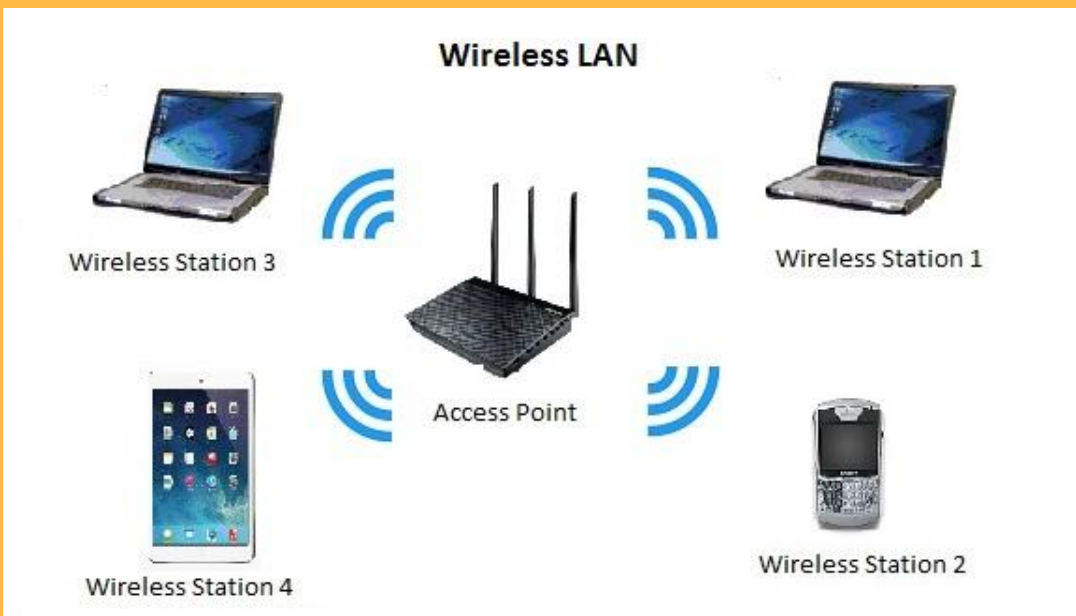 Wireless LAN
Wireless Station 3
Wireless Station 1
Access Point
Wireless Station 4
Wireless Station 2